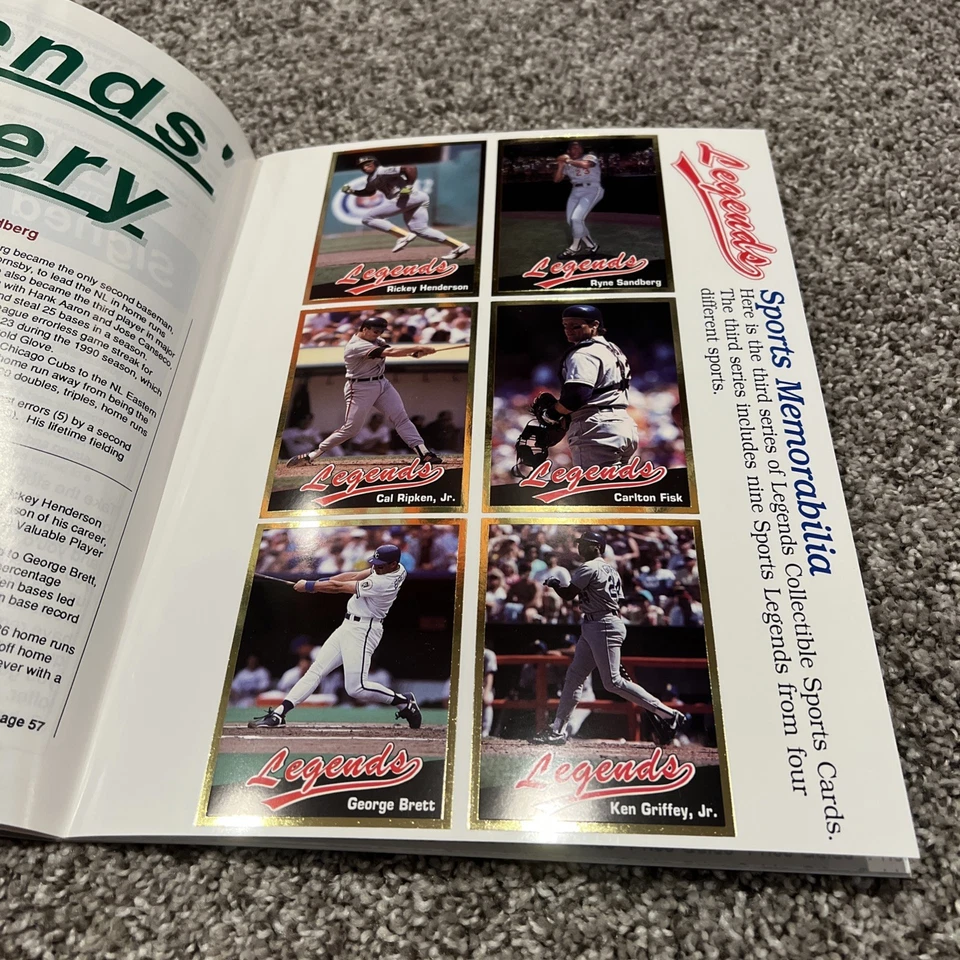 ends'
ery
dberg
rg became the only second baseman.
ornsby, to lead the NL in home runs
also became the third player in major
with Hank Aaron and Jose Canseco,
nd steal 25 bases in a season.
eague errorless game streak for
23 during the 1990 season, which
old Glove.
Chicago Cubs to the NL Eastern
home run away from being the
20 doubles, triples, home runs
st errors (5) by a second
). His lifetime fielding
ickey Henderson
son of his career,
Valuable Player
s to George Brett,
ercentage
en bases led
n base record
26 home runs
off home
ever with a
age 57
Legends
Rickey Henderson
Legends
Ryne Sandberg
Legends
Cal Ripken, Jr.
Legends
Carlton Fisk
Legends
George Brett
Legends
Ken Griffey, Jr.
Legends
Sports Memorabilia
Here is the third series of Legends Collectible Sports Cards.
The third series includes nine Sports Legends from four
different sports.